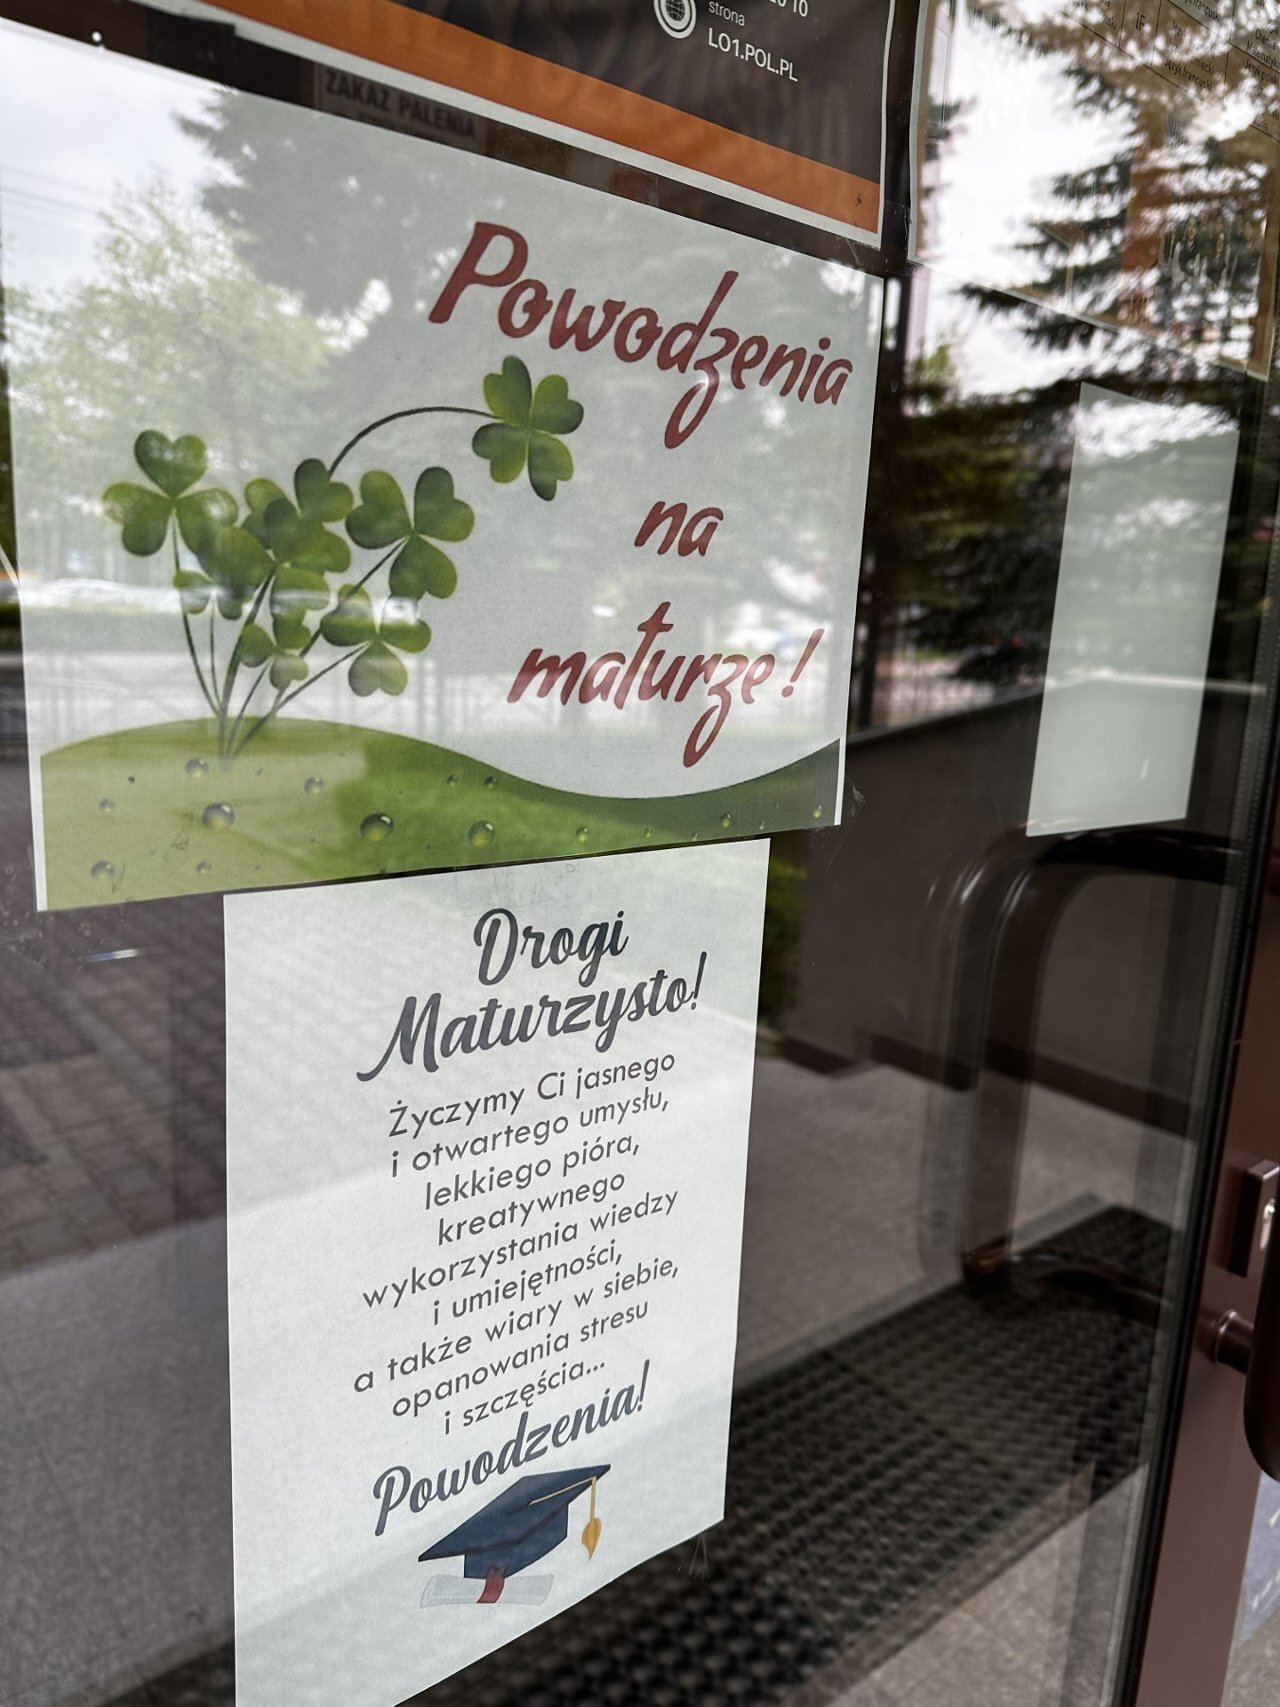 strona
LO1.POL.PL
ZAKAZ PALENIA
Powodzenia
na
maturze!
Drogi
Maturzysto!
Życzymy Ci jasnego
i otwartego umysłu,
lekkiego pióra,
kreatywnego
wykorzystania wiedzy
i umiejętności,
a także wiary w siebie,
opanowania stresu
i szczęścia...
Powodzenia!